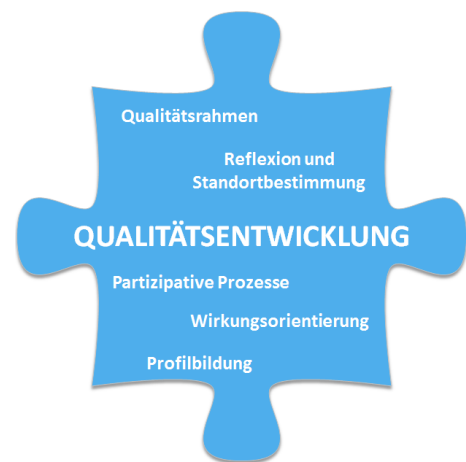 Qualitätsrahmen
Reflexion und
Standortbestimmung
QUALITÄTSENTWICKLUNG
Partizipative Prozesse
Wirkungsorientierung
Profilbildung